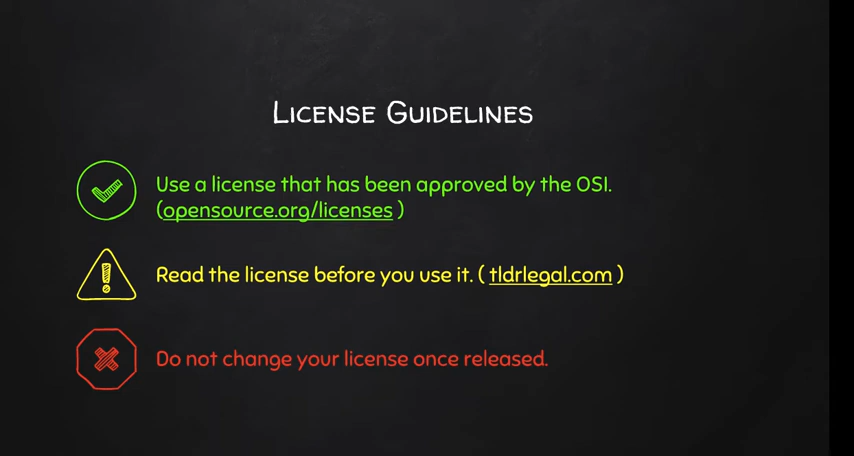 License Guidelines
Use a license that has been approved by the OSI.
(opensource.org/licenses )
Read the license before you use it. ( tldrlegal.com )
Do not change your license once released.